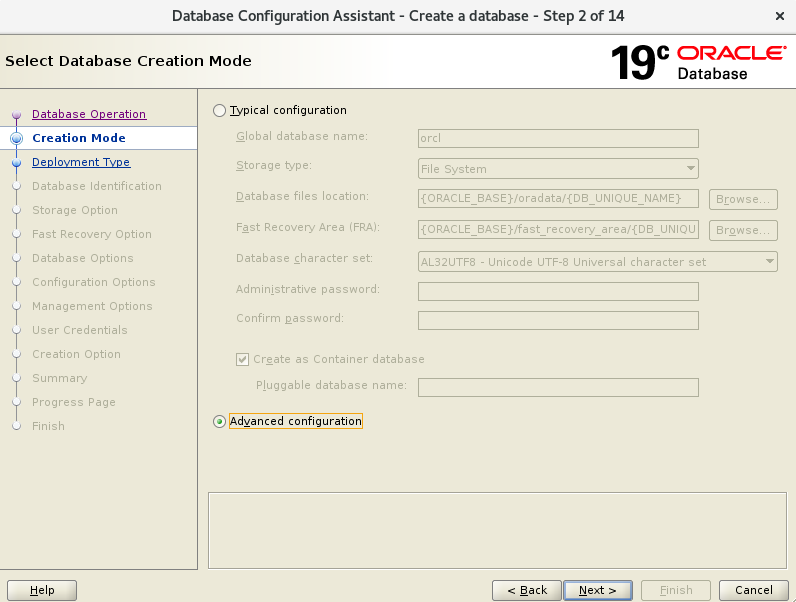 Database Configuration Assistant - Create a database - Step 2 of 14
Select Database Creation Mode
19c ORACLE
Database
Database Operation
Creation Mode
Deployment Type
Database Identification
Storage Option
Fast Recovery Option
Database Options
Configuration Options
Management Options
User Credentials
Creation Option
Summary
Progress Page
Finish
Typical configuration
Global database name: orcl
Storage type: File System
Database files location: {ORACLE_BASE}/oradata/{DB_UNIQUE_NAME} Browse...
Fast Recovery Area (FRA): {ORACLE_BASE}/fast_recovery_area/{DB_UNIQU Browse...
Database character set: AL32UTF8 - Unicode UTF-8 Universal character set
Administrative password:
Confirm password:
Create as Container database
Pluggable database name:
Advanced configuration
Help < Back Next > Finish Cancel